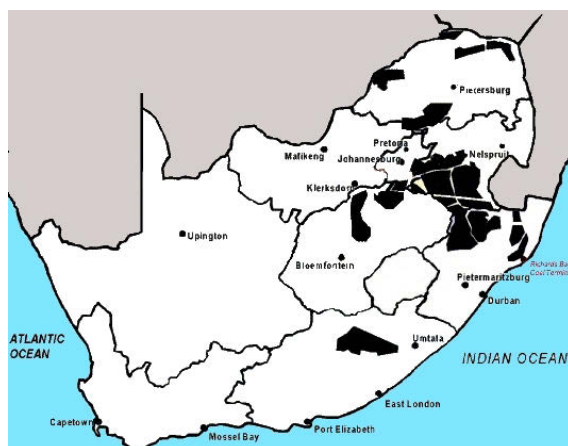 Pietersburg
Pretoria
Nelspruit
Mafikeng
Johannesburg
Klerksdorp
Upington
Bloemfontein
Richards Bay
Coal Terminal
Pietermaritzburg
Durban
ATLANTIC
OCEAN
Umtata
INDIAN OCEAN
East London
Capetown
Mossel Bay
Port Elizabeth